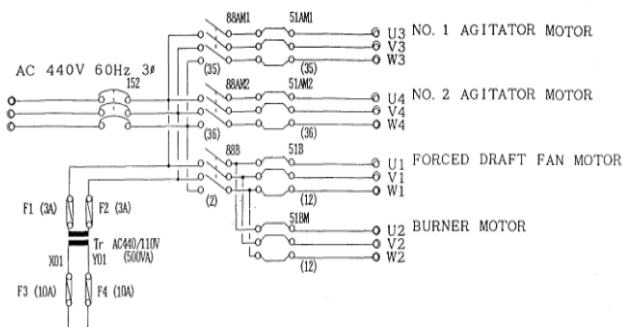 88AM1 51AM1
U3 NO. 1 AGITATOR MOTOR
V3
W3
(35) (35)
AC 440V 60Hz 3ø
152
88AM2 51AM2
U4 NO. 2 AGITATOR MOTOR
V4
W4
(36) (36)
88B 51B
U1 FORCED DRAFT FAN MOTOR
V1
W1
(2) (12)
F1 (3A) F2 (3A)
51BM
U2 BURNER MOTOR
V2
W2
(12)
Tr AC440/110V
X01 Y01 (500VA)
F3 (10A) F4 (10A)